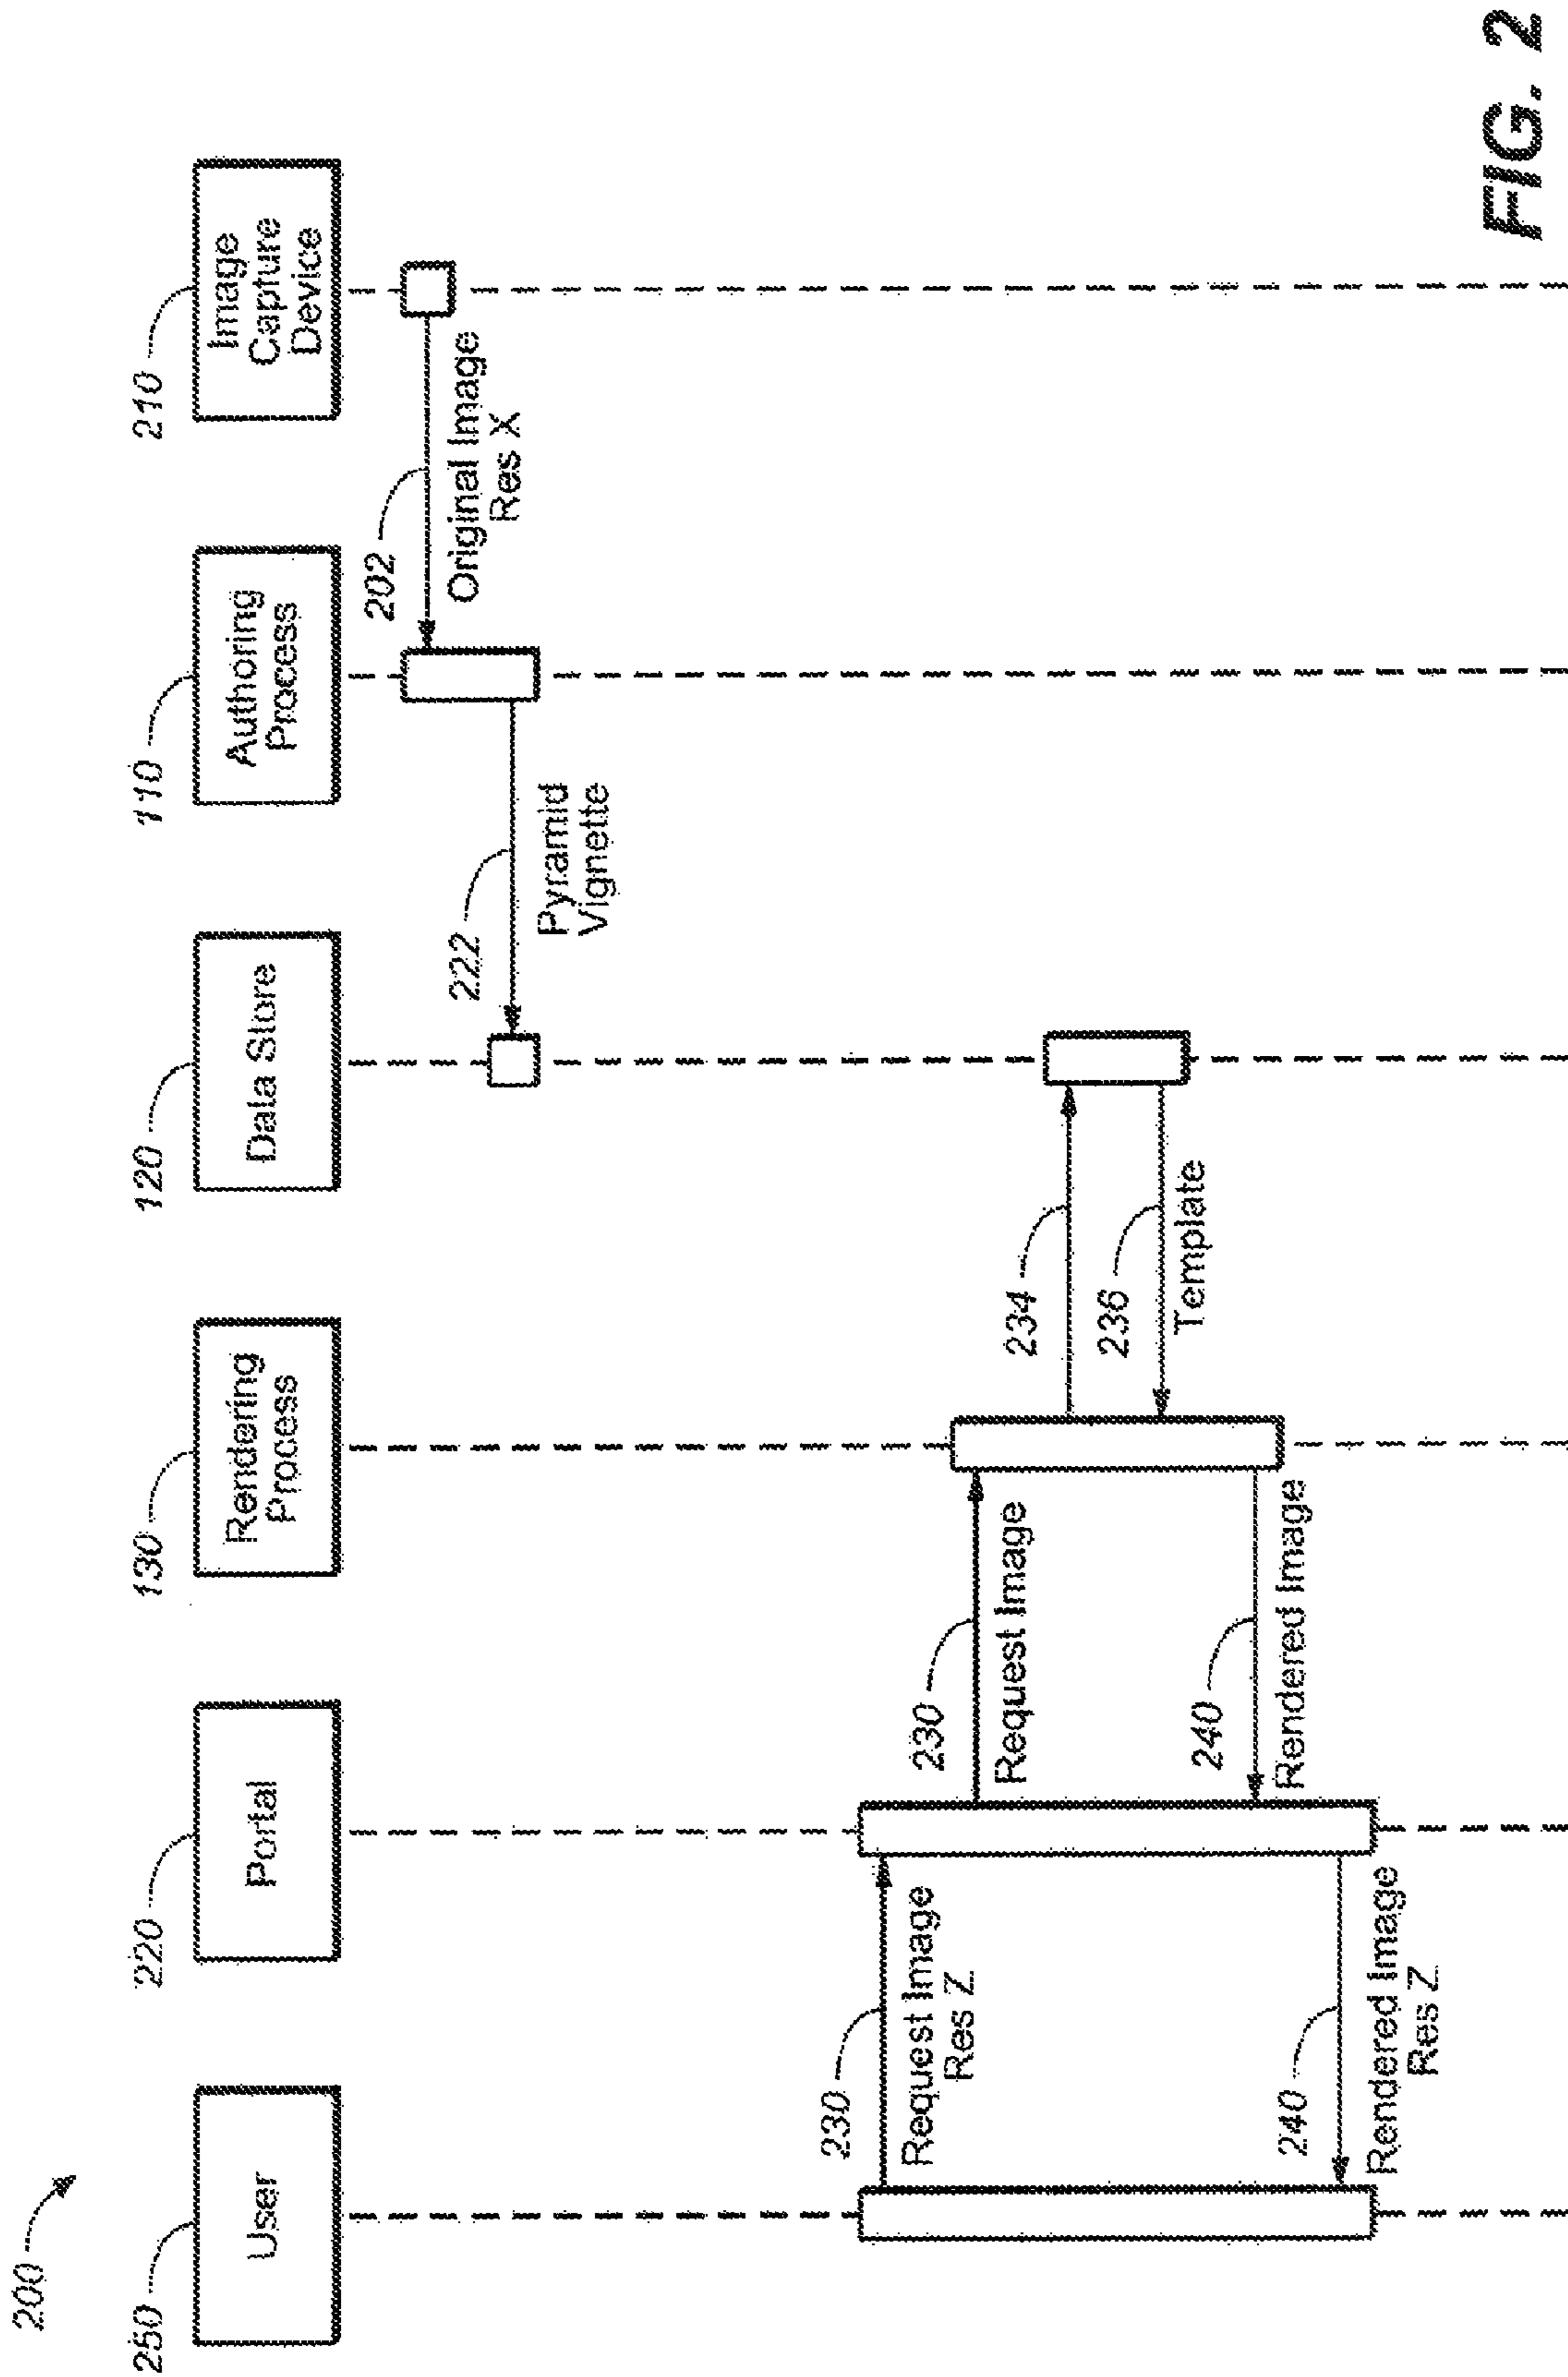 200
250
User
220
Portal
130
Rendering
Process
120
Data Store
110
Authoring
Process
210
Image
Capture
Device
202
Original Image
Res X
222
Pyramid
Vignette
230
Request Image
Res Z
230
Request Image
234
236
Template
240
Rendered Image
240
Rendered Image
Res Z
FIG. 2